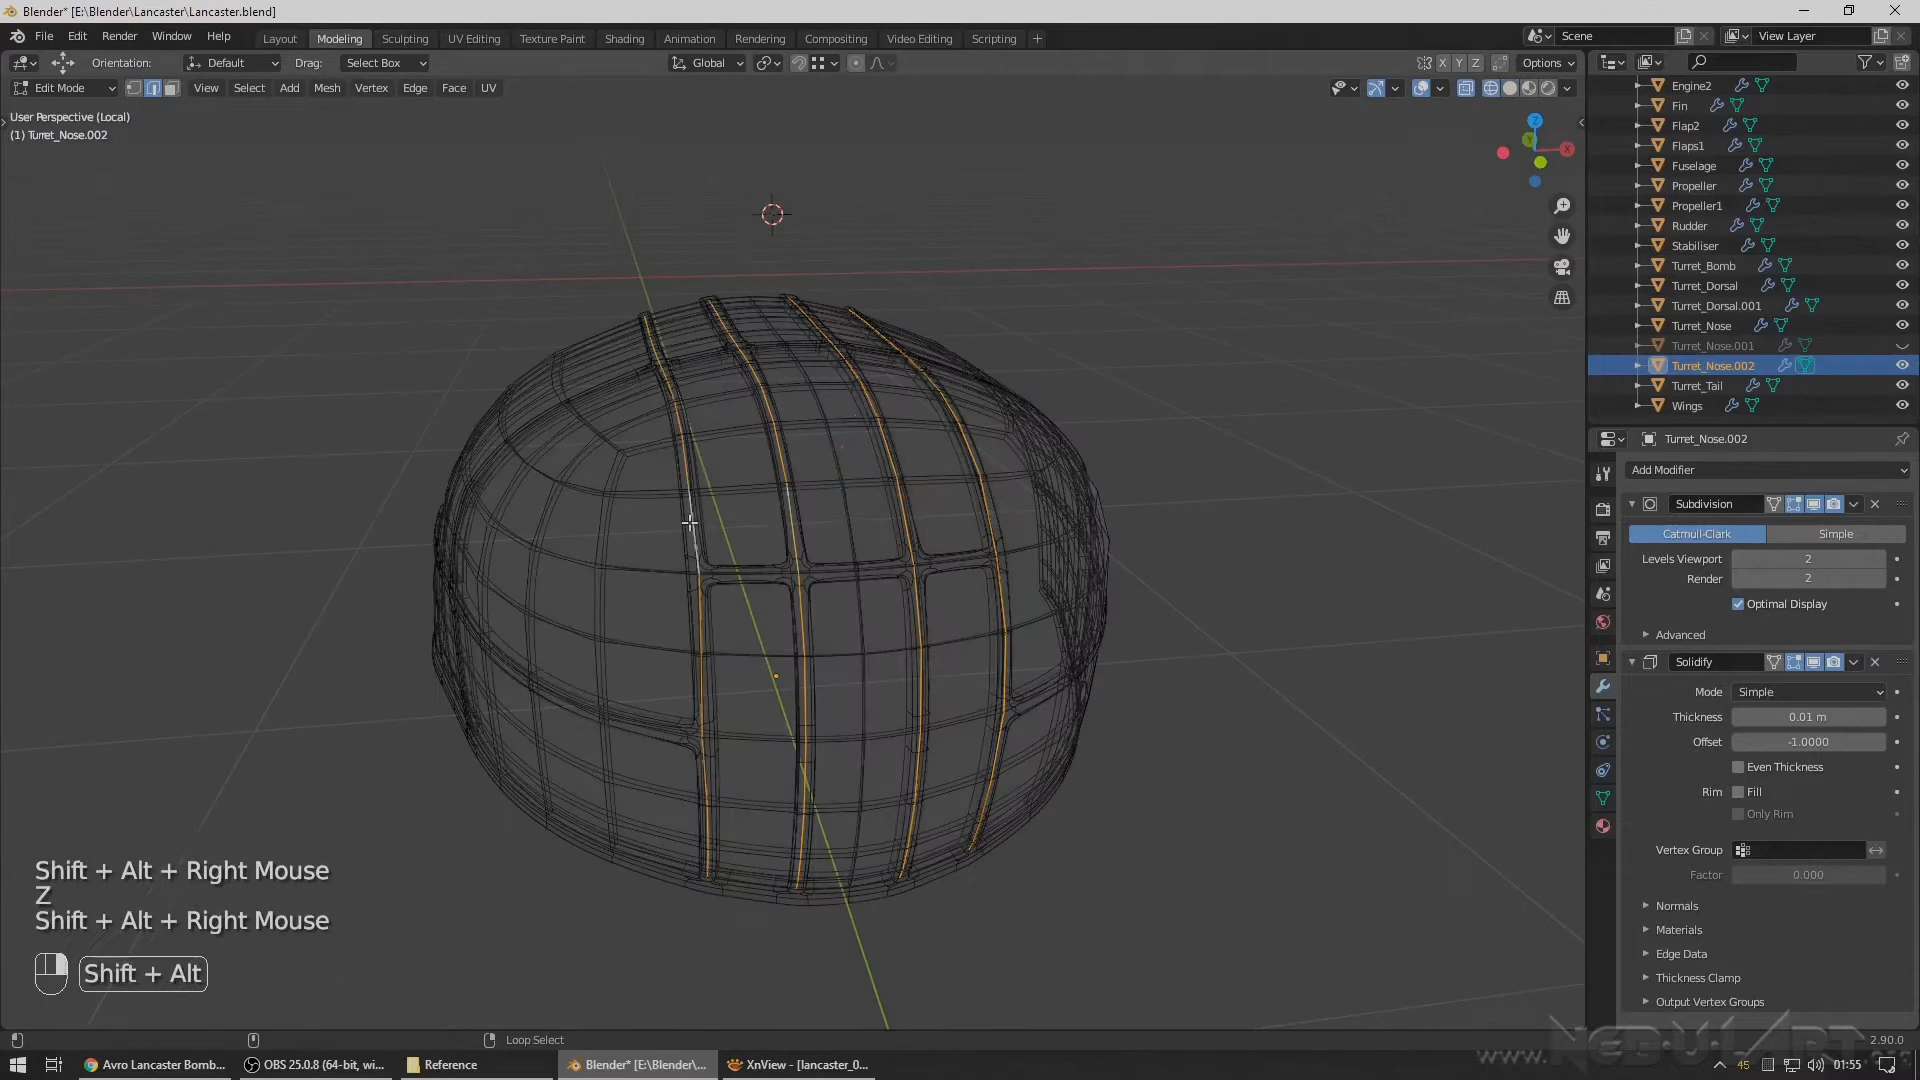 Blender* [E:\Blender\Lancaster\Lancaster.blend]
File Edit Render Window Help
Layout Modeling Sculpting UV Editing Texture Paint Shading Animation Rendering Compositing Video Editing Scripting +
Scene
View Layer
Orientation: Default Drag: Select Box
Global
X Y Z
Options
Edit Mode View Select Add Mesh Vertex Edge Face UV
User Perspective (Local)
(1) Turret_Nose.002
Z
Y
X
Engine2
Fin
Flap2
Flaps1
Fuselage
Propeller
Propeller1
Rudder
Stabiliser
Turret_Bomb
Turret_Dorsal
Turret_Dorsal.001
Turret_Nose
Turret_Nose.001
Turret_Nose.002
Turret_Tail
Wings
Turret_Nose.002
Add Modifier
Subdivision
Catmull-Clark Simple
Levels Viewport 2
Render 2
Optimal Display
Advanced
Solidify
Mode Simple
Thickness 0.01 m
Offset -1.0000
Even Thickness
Rim Fill
Only Rim
Vertex Group
Factor 0.000
Normals
Materials
Edge Data
Thickness Clamp
Output Vertex Groups
Shift + Alt + Right Mouse
Z
Shift + Alt + Right Mouse
Shift + Alt
Loop Select
2.90.0
Avro Lancaster Bomb...
OBS 25.0.8 (64-bit, wi...
Reference
Blender* [E:\Blender\...
XnView - [lancaster_0...
45
01:55